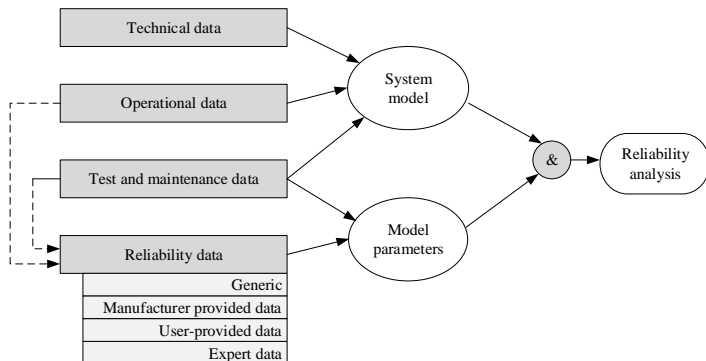 Technical data
Operational data
Test and maintenance data
Reliability data
Generic
Manufacturer provided data
User-provided data
Expert data
System
model
Model
parameters
&
Reliability
analysis